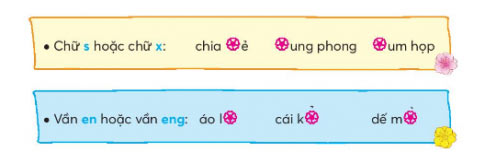 • Chữ s hoặc chữ x: chia ẻ ung phong um họp
• Vần en hoặc vần eng: áo l cái k̉ dế m̀